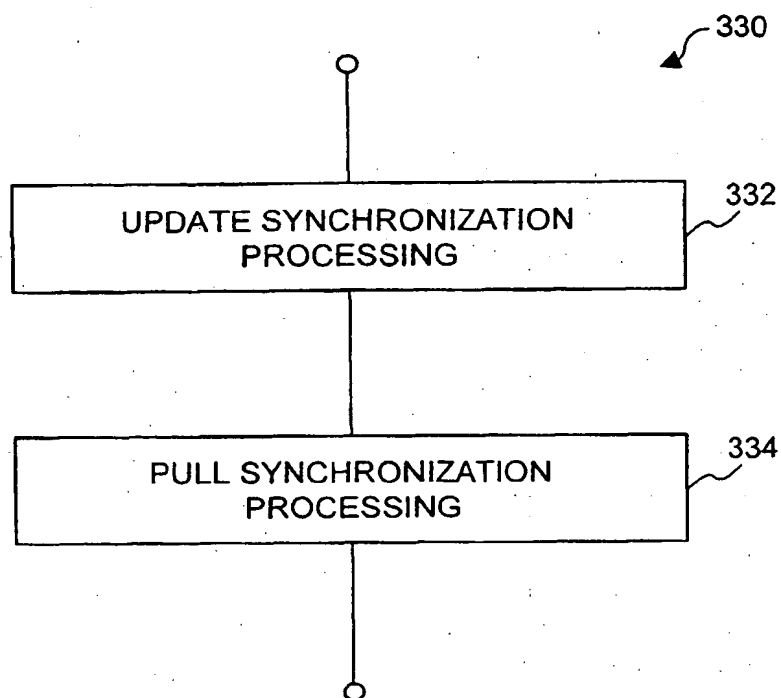 330
332
UPDATE SYNCHRONIZATION
PROCESSING
334
PULL SYNCHRONIZATION
PROCESSING